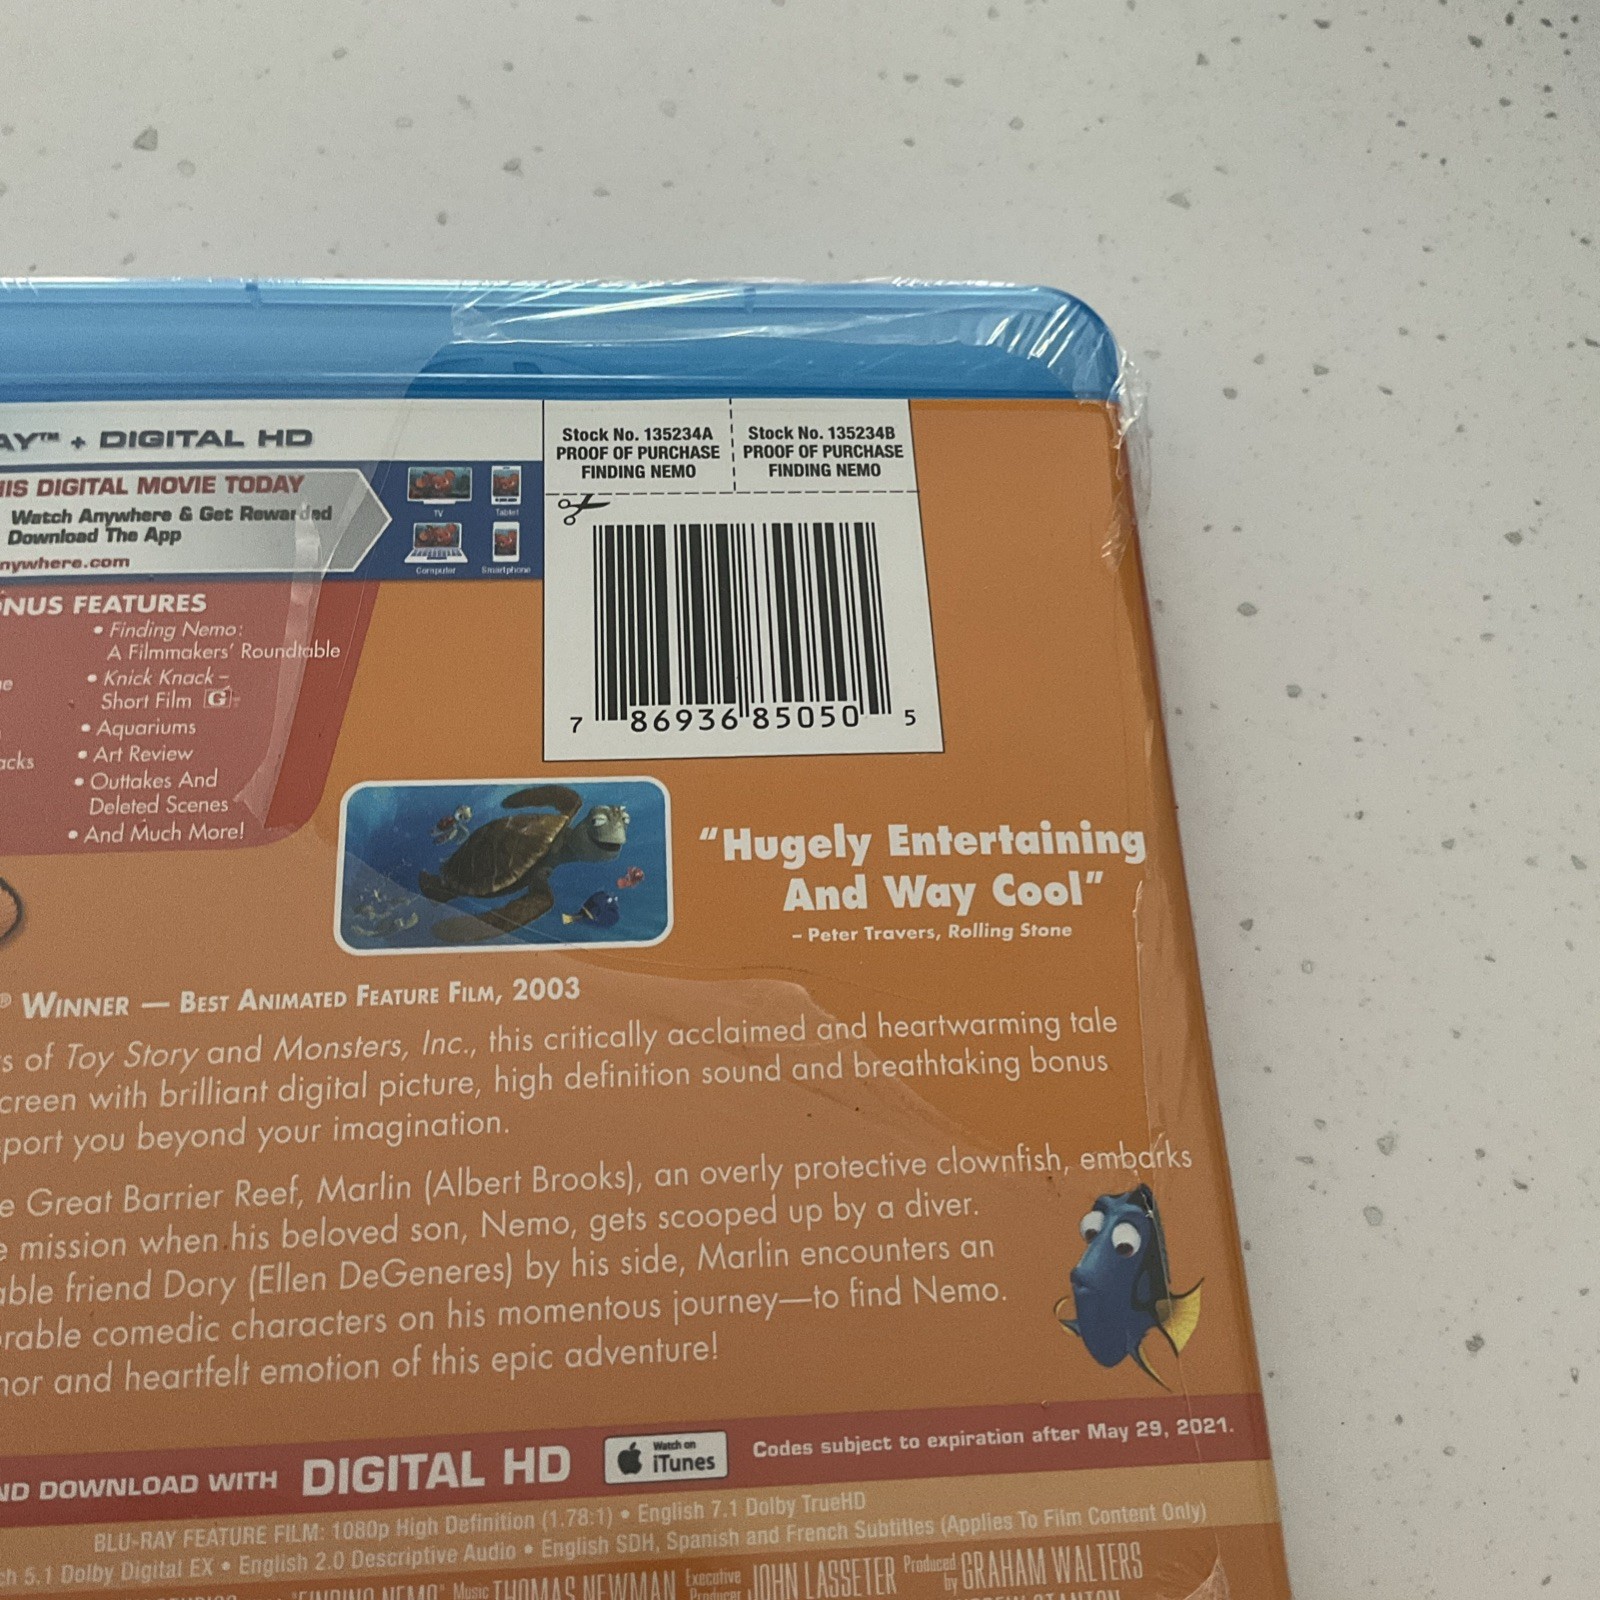 AY™ + DIGITAL HD
Stock No. 135234A
PROOF OF PURCHASE
FINDING NEMO
Stock No. 135234B
PROOF OF PURCHASE
FINDING NEMO
HIS DIGITAL MOVIE TODAY
Watch Anywhere & Get Rewarded
Download The App
nywhere.com
TV
Tablet
Computer
Smartphone
7 86936 85050 5
ONUS FEATURES
• Finding Nemo:
A Filmmakers' Roundtable
• Knick Knack –
Short Film G
• Aquariums
• Art Review
• Outtakes And
Deleted Scenes
• And Much More!
acks
"Hugely Entertaining
And Way Cool"
– Peter Travers, Rolling Stone
® WINNER — BEST ANIMATED FEATURE FILM, 2003
s of Toy Story and Monsters, Inc., this critically acclaimed and heartwarming tale
creen with brilliant digital picture, high definition sound and breathtaking bonus
port you beyond your imagination.
e Great Barrier Reef, Marlin (Albert Brooks), an overly protective clownfish, embarks
e mission when his beloved son, Nemo, gets scooped up by a diver.
able friend Dory (Ellen DeGeneres) by his side, Marlin encounters an
orable comedic characters on his momentous journey—to find Nemo.
mor and heartfelt emotion of this epic adventure!
ND DOWNLOAD WITH DIGITAL HD
Watch on
iTunes
Codes subject to expiration after May 29, 2021.
BLU-RAY FEATURE FILM: 1080p High Definition (1.78:1) • English 7.1 Dolby TrueHD
ch 5.1 Dolby Digital EX • English 2.0 Descriptive Audio • English SDH, Spanish and French Subtitles (Applies To Film Content Only)
"FINDING NEMO" Music THOMAS NEWMAN Executive Producer JOHN LASSETER Produced by GRAHAM WALTERS